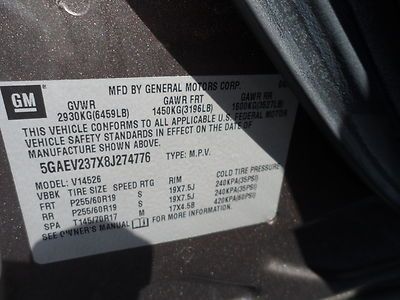 GM
MFD BY GENERAL MOTORS CORP.
GVWR GAWR FRT GAWR RR
2930KG(6459LB) 1450KG(3196LB) 1600KG(3527LB)
THIS VEHICLE CONFORMS TO ALL APPLICABLE U.S. FEDERAL MOTOR
VEHICLE SAFETY STANDARDS IN EFFECT ON THE DATE OF
MANUFACTURE SHOWN ABOVE.
5GAEV237X8J274776 TYPE: M.P.V.
MODEL: V14526
VBBK TIRE SIZE SPEED RTG RIM COLD TIRE PRESSURE
FRT P255/60R19 S 19X7.5J 240KPA(35PSI)
RR P255/60R19 S 19X7.5J 240KPA(35PSI)
SPA T145/70R17 M 17X4.5B 420KPA(60PSI)
SEE OWNER'S MANUAL FOR MORE INFORMATION.